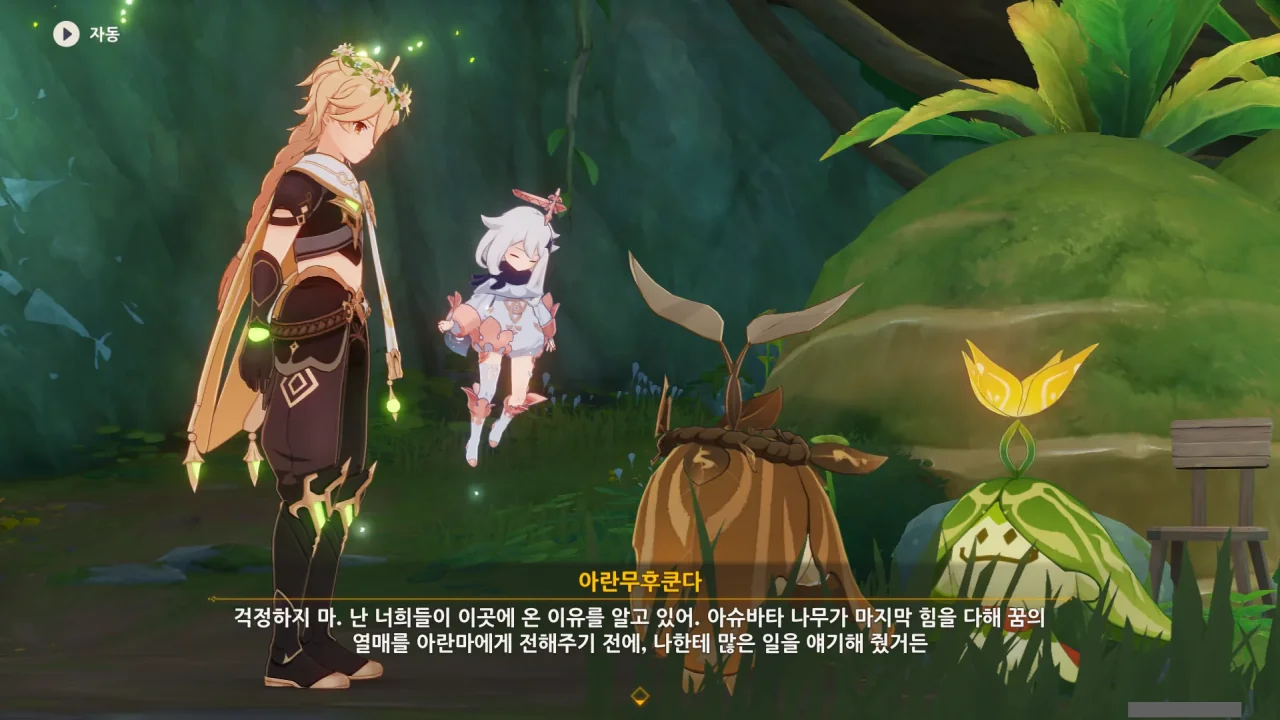 자동
아란무후쿤다
걱정하지 마. 난 너희들이 이곳에 온 이유를 알고 있어. 아슈바타 나무가 마지막 힘을 다해 꿈의
열매를 아란마에게 전해주기 전에, 나한테 많은 일을 얘기해 줬거든